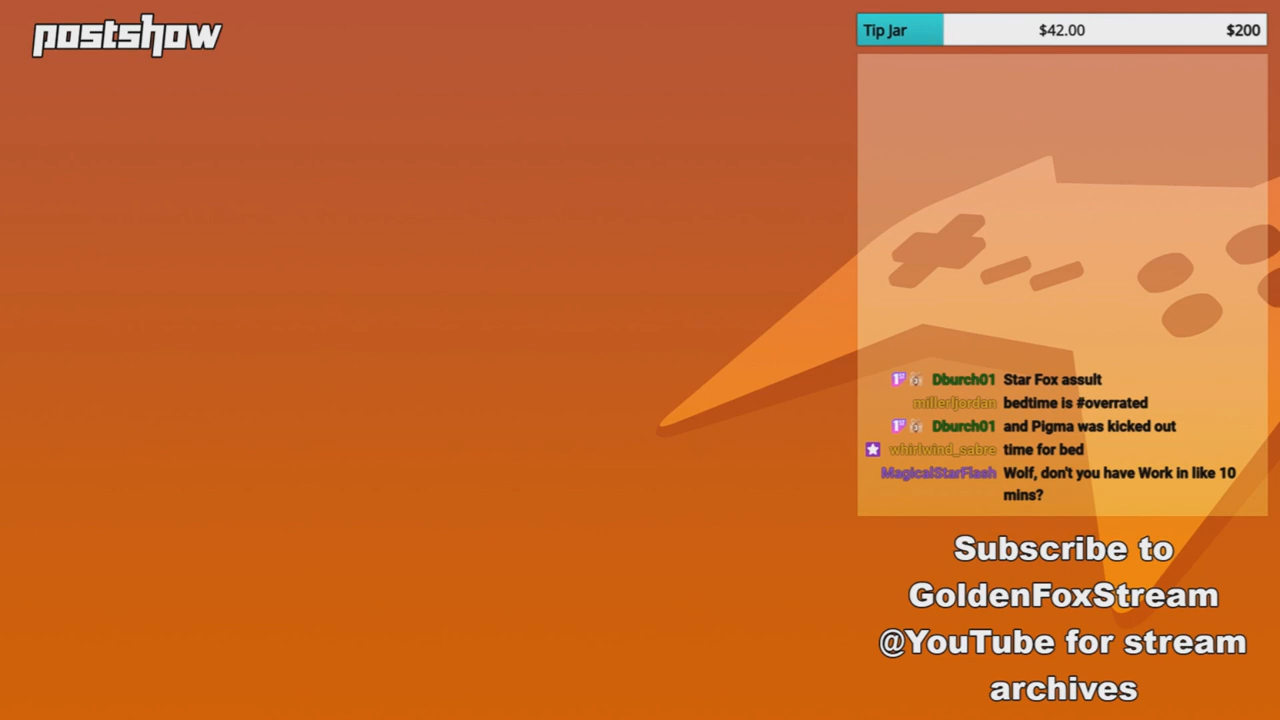 postshow
Tip Jar $42.00 $200
Dburch01 Star Fox assult
millerljordan bedtime is #overrated
Dburch01 and Pigma was kicked out
whirlwind_sabre time for bed
MagicalStarFlash Wolf, don't you have Work in like 10
mins?
Subscribe to
GoldenFoxStream
@YouTube for stream
archives